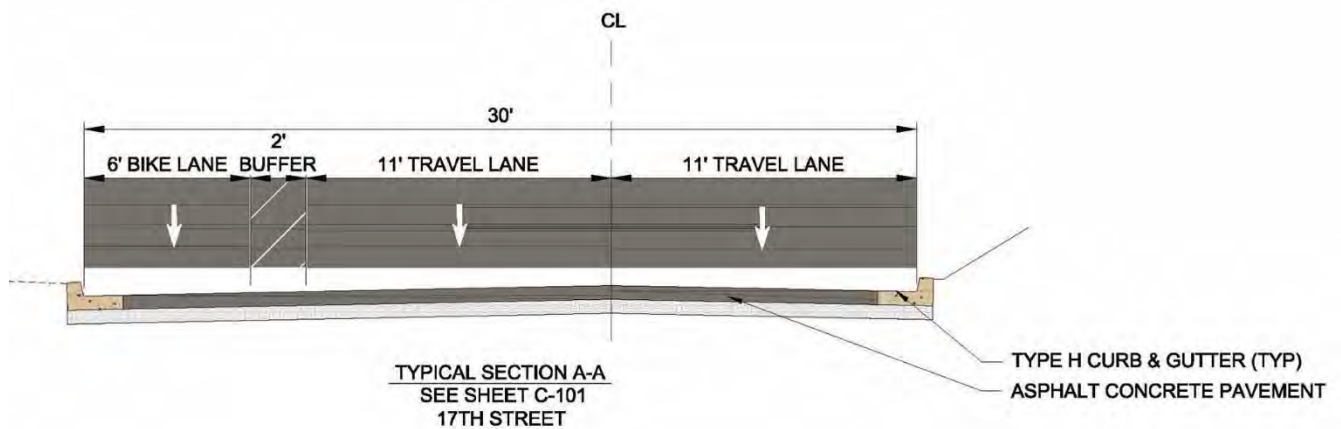 CL
30'
2'
6' BIKE LANE BUFFER 11' TRAVEL LANE 11' TRAVEL LANE
TYPE H CURB & GUTTER (TYP)
ASPHALT CONCRETE PAVEMENT
TYPICAL SECTION A-A
SEE SHEET C-101
17TH STREET